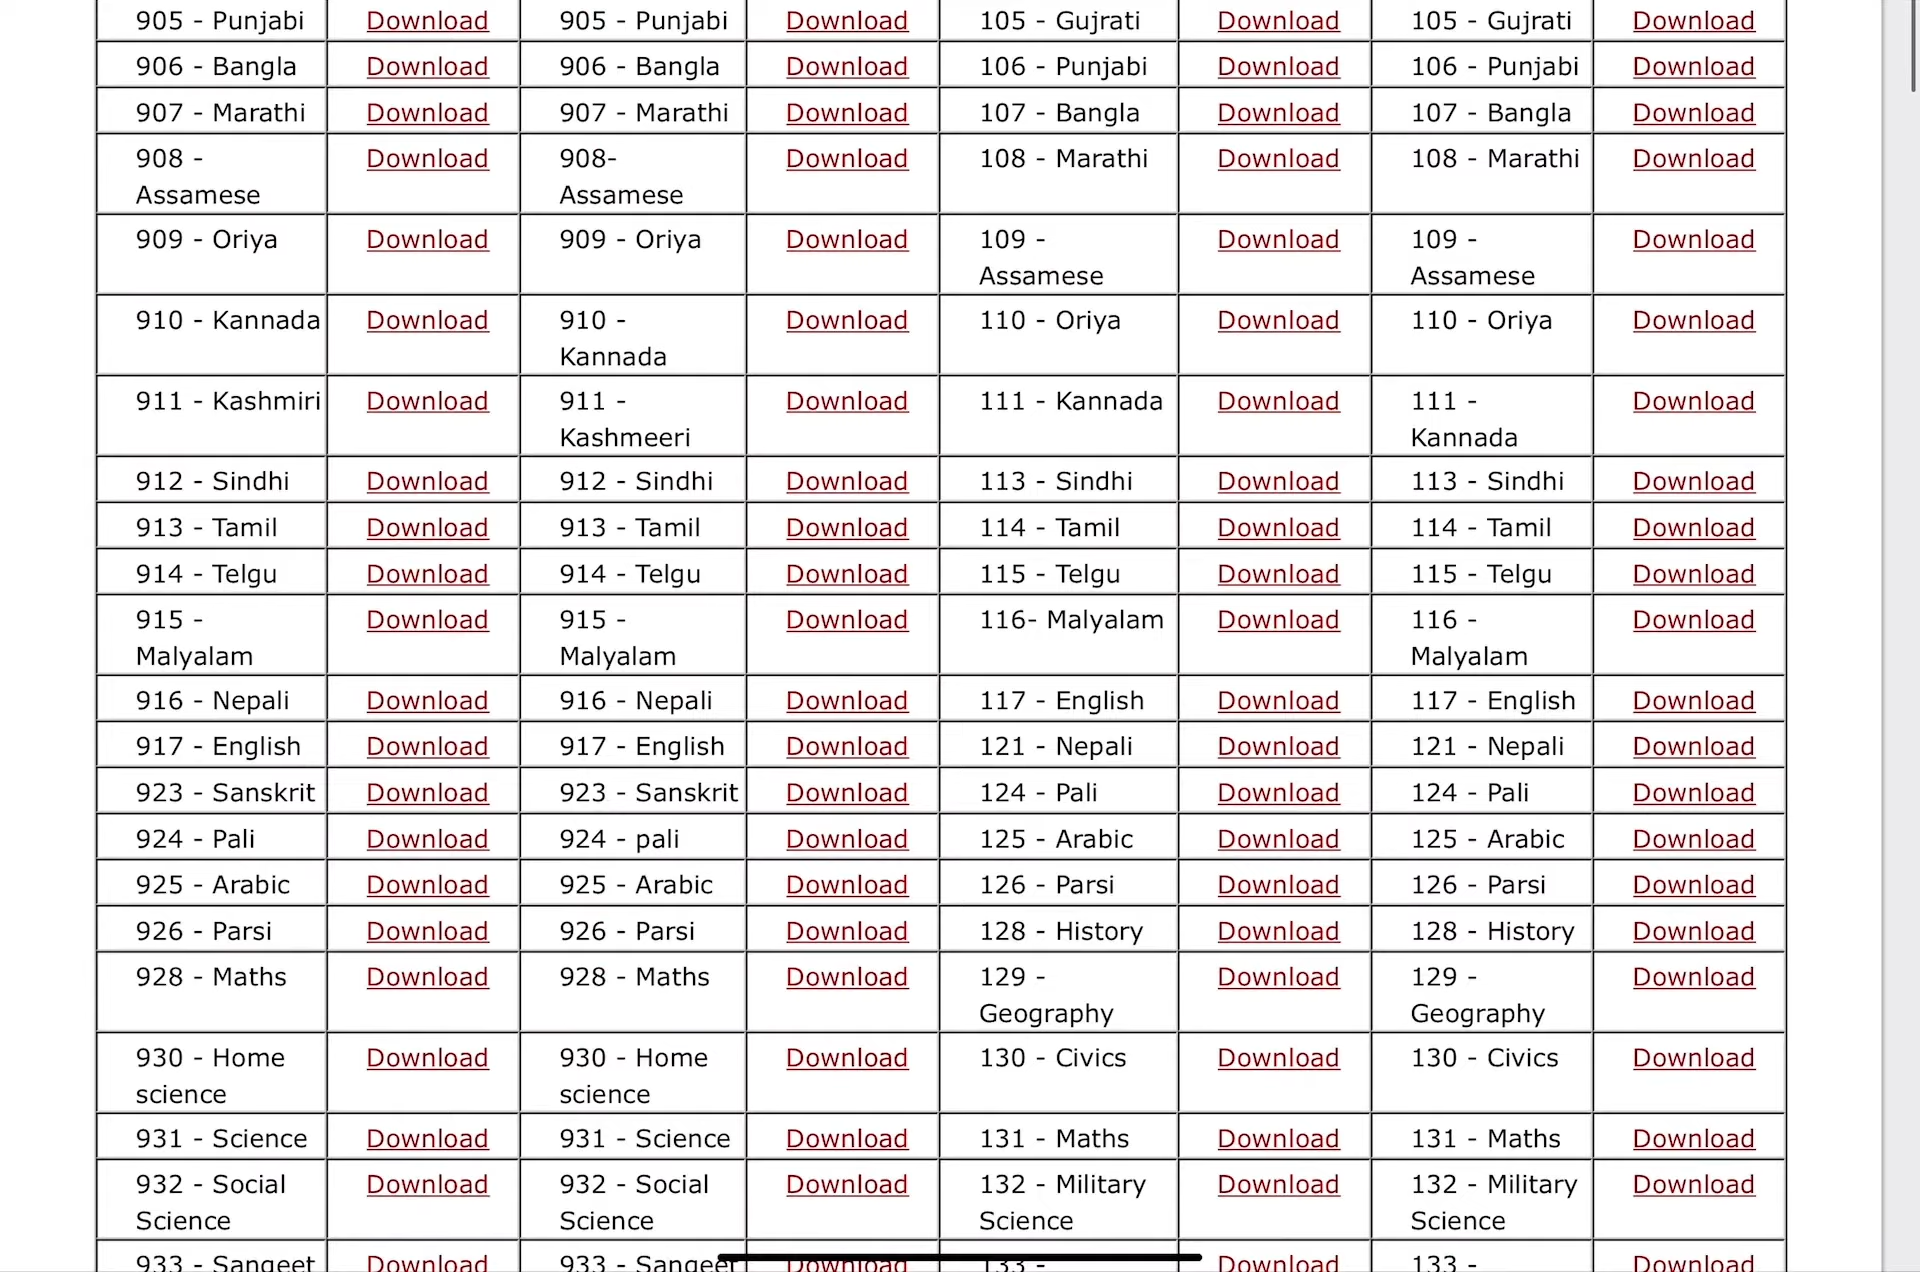 905 - Punjabi Download 905 - Punjabi Download 105 - Gujrati Download 105 - Gujrati Download
906 - Bangla Download 906 - Bangla Download 106 - Punjabi Download 106 - Punjabi Download
907 - Marathi Download 907 - Marathi Download 107 - Bangla Download 107 - Bangla Download
908 - Download 908- Download 108 - Marathi Download 108 - Marathi Download
Assamese Assamese
909 - Oriya Download 909 - Oriya Download 109 - Download 109 - Download
Assamese Assamese
910 - Kannada Download 910 - Download 110 - Oriya Download 110 - Oriya Download
Kannada
911 - Kashmiri Download 911 - Download 111 - Kannada Download 111 - Download
Kashmeeri Kannada
912 - Sindhi Download 912 - Sindhi Download 113 - Sindhi Download 113 - Sindhi Download
913 - Tamil Download 913 - Tamil Download 114 - Tamil Download 114 - Tamil Download
914 - Telgu Download 914 - Telgu Download 115 - Telgu Download 115 - Telgu Download
915 - Download 915 - Download 116- Malyalam Download 116 - Download
Malyalam Malyalam Malyalam
916 - Nepali Download 916 - Nepali Download 117 - English Download 117 - English Download
917 - English Download 917 - English Download 121 - Nepali Download 121 - Nepali Download
923 - Sanskrit Download 923 - Sanskrit Download 124 - Pali Download 124 - Pali Download
924 - Pali Download 924 - pali Download 125 - Arabic Download 125 - Arabic Download
925 - Arabic Download 925 - Arabic Download 126 - Parsi Download 126 - Parsi Download
926 - Parsi Download 926 - Parsi Download 128 - History Download 128 - History Download
928 - Maths Download 928 - Maths Download 129 - Download 129 - Download
Geography Geography
930 - Home Download 930 - Home Download 130 - Civics Download 130 - Civics Download
science science
931 - Science Download 931 - Science Download 131 - Maths Download 131 - Maths Download
932 - Social Download 932 - Social Download 132 - Military Download 132 - Military Download
Science Science Science Science
933 - Sangeet Download 933 - Sangeet Download 133 - Download 133 - Download